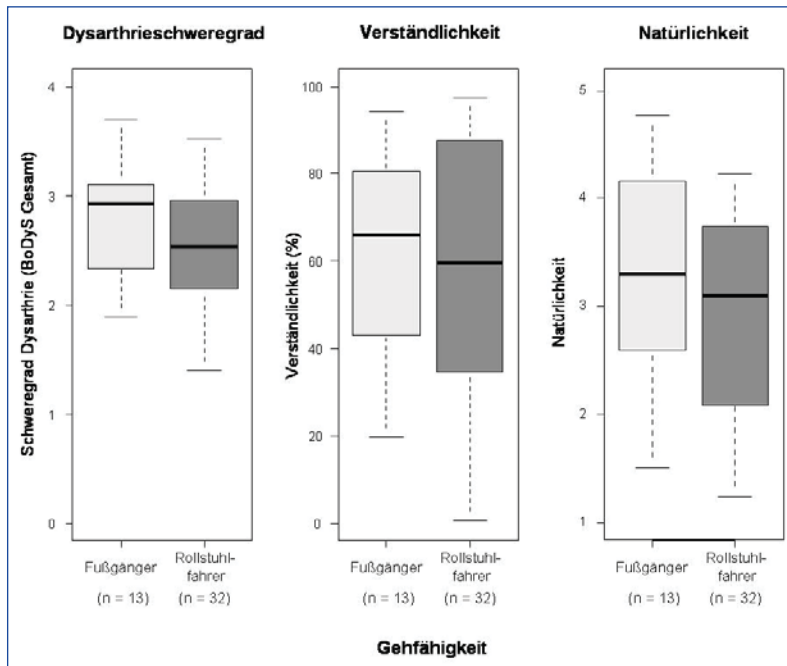 Dysarthrieschweregrad
Verständlichkeit
Natürlichkeit
Schweregrad Dysarthrie (BoDyS Gesamt)
4
3
2
1
0
Fußgänger
(n = 13)
Rollstuhl-
fahrer
(n = 32)
Verständlichkeit (%)
100
80
60
40
20
0
Fußgänger
(n = 13)
Rollstuhl-
fahrer
(n = 32)
Natürlichkeit
5
4
3
2
1
Fußgänger
(n = 13)
Rollstuhl-
fahrer
(n = 32)
Gehfähigkeit